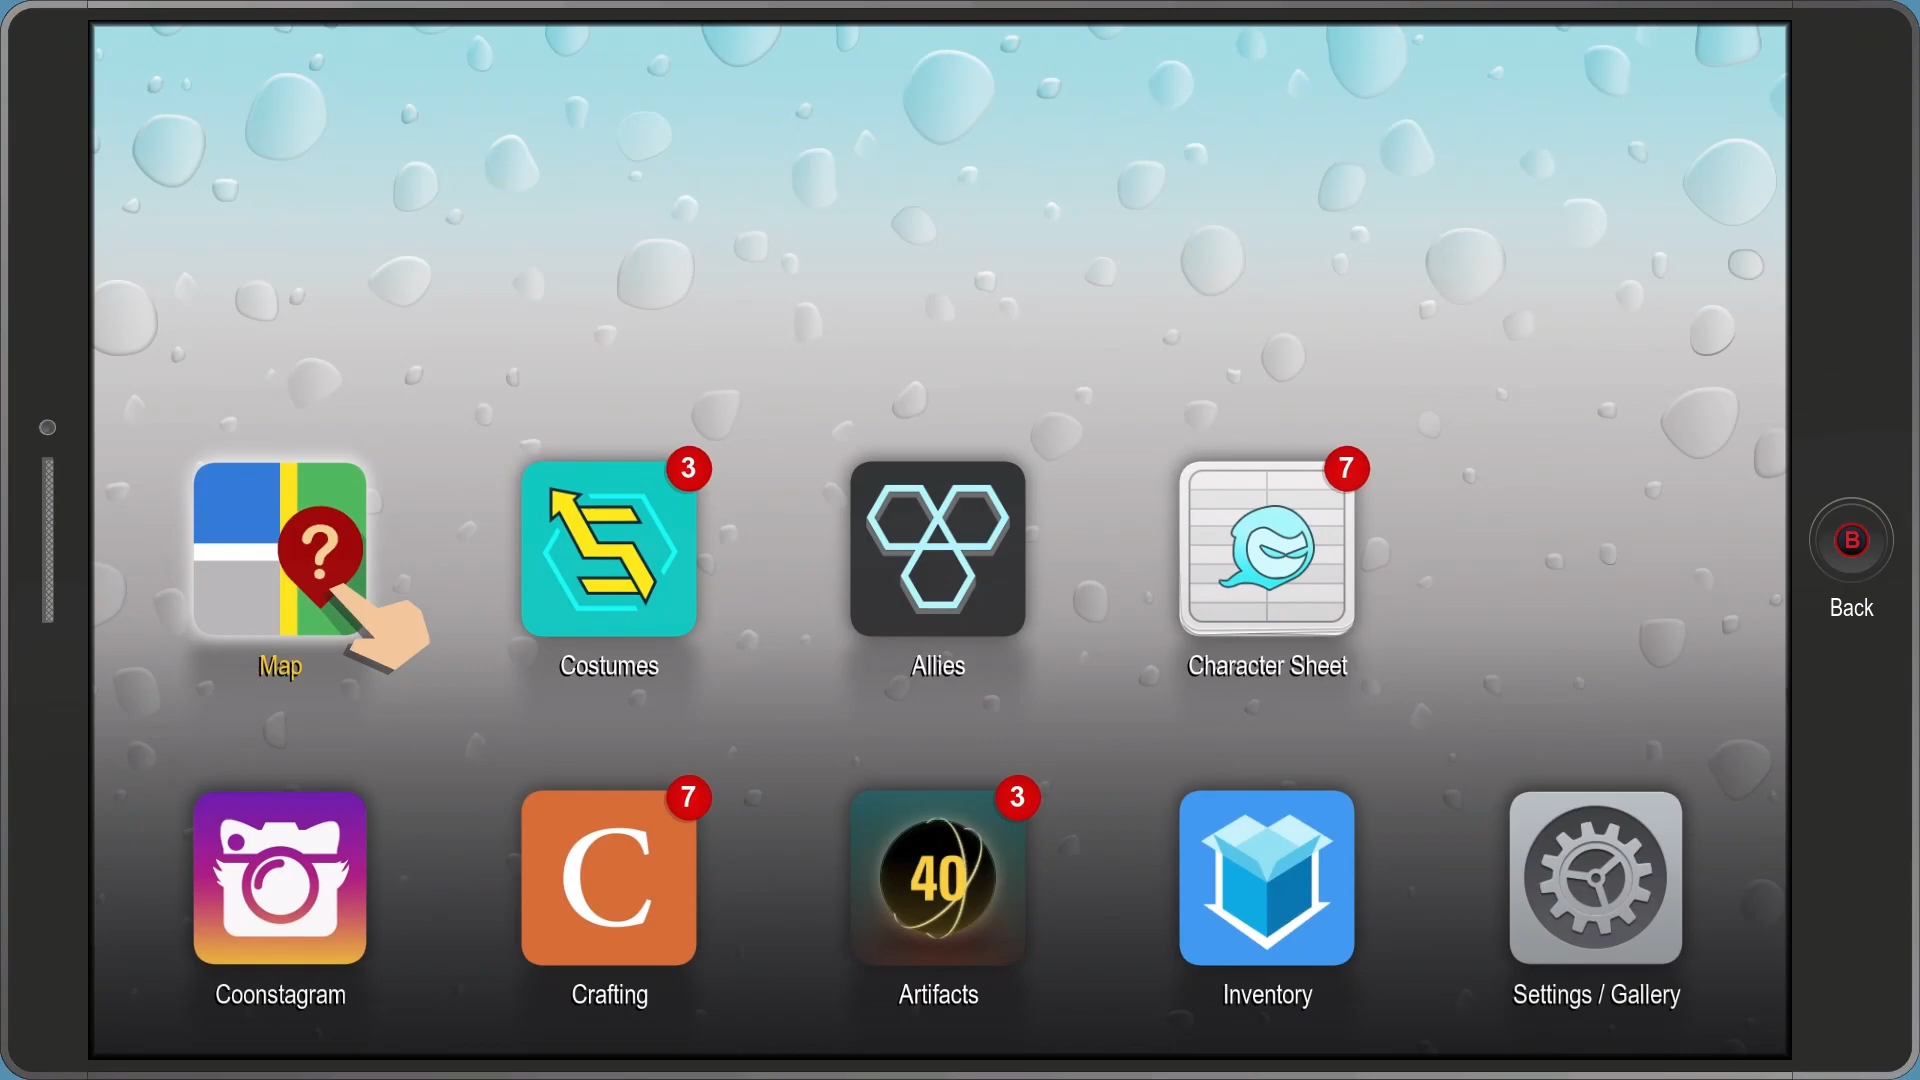 3
7
?
Map
Costumes
Allies
Character Sheet
B
Back
7
3
C
40
Coonstagram
Crafting
Artifacts
Inventory
Settings / Gallery